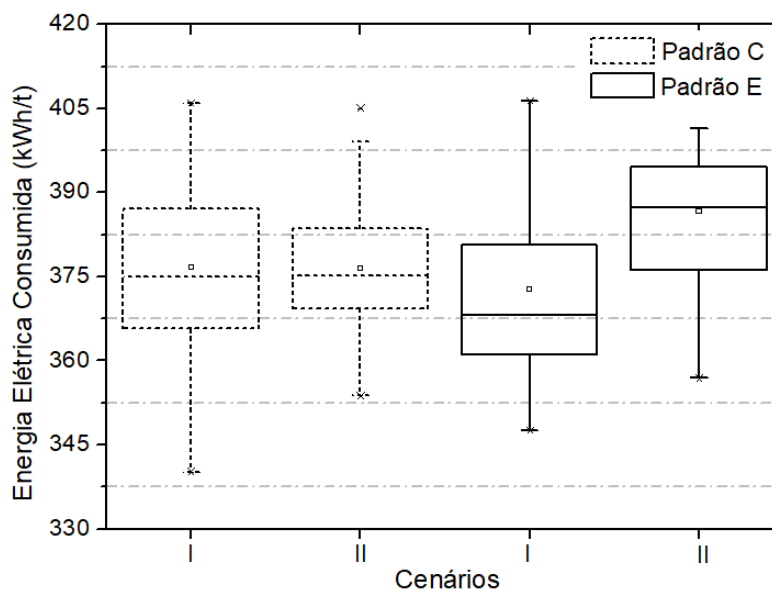 Energia Elétrica Consumida (kWh/t)
420
405
390
375
360
345
330
Padrão C
Padrão E
I
II
I
II
Cenários